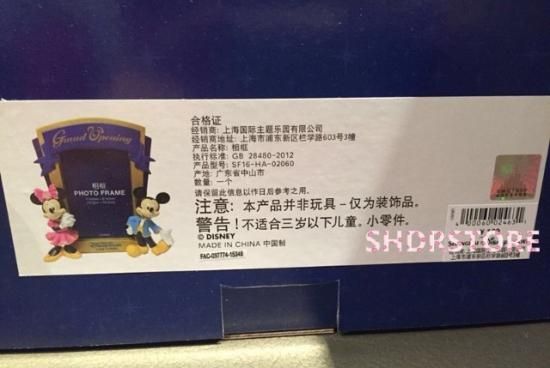 Grand Opening
相框
PHOTO FRAME
合格证
经销商: 上海国际主题乐园有限公司
经销商地址: 上海市浦东新区栏学路603号3幢
产品名称: 相框
执行标准: GB 28480-2012
产品型号: SF16-HA-02060
产地: 广东省中山市
数量: 一个
请保留此信息以作日后参考之用.
注意: 本产品并非玩具-仅为装饰品.
警告! 不适合三岁以下儿童. 小零件.
© DISNEY
MADE IN CHINA 中国制
FAC-037774-15348
SHDRSTORE